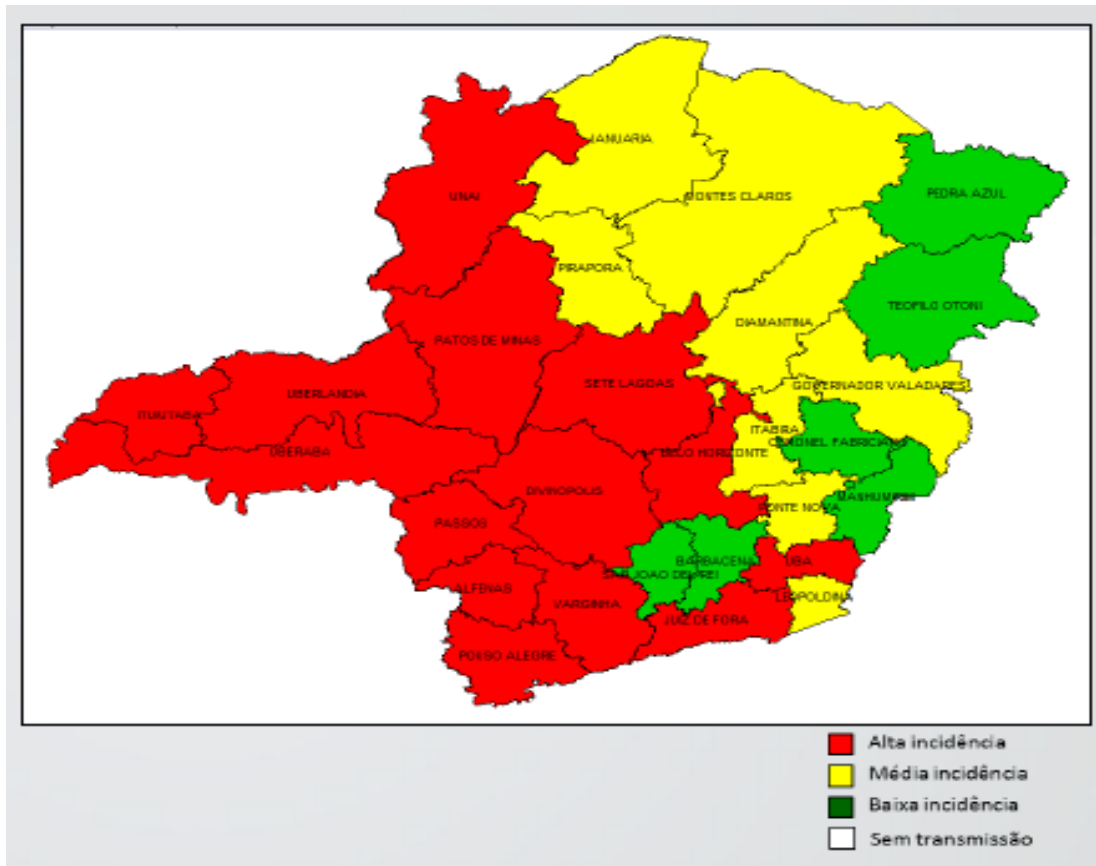 JANUARIA
UNAI
MONTES CLAROS
PEDRA AZUL
PIRAPORA
TEOFILO OTONI
DIAMANTINA
PATOS DE MINAS
SETE LAGOAS
GOVERNADOR VALADARES
UBERLANDIA
ITUIUTABA
ITABIRA
CORONEL FABRICIANO
UBERABA
BELO HORIZONTE
DIVINOPOLIS
MANHUMIRIM
PONTE NOVA
PASSOS
BARBACENA
UBA
SAO JOAO DEL REI
ALFENAS
LEOPOLDINA
VARGINHA
JUIZ DE FORA
POUSO ALEGRE
Alta incidência
Média incidência
Baixa incidência
Sem transmissão